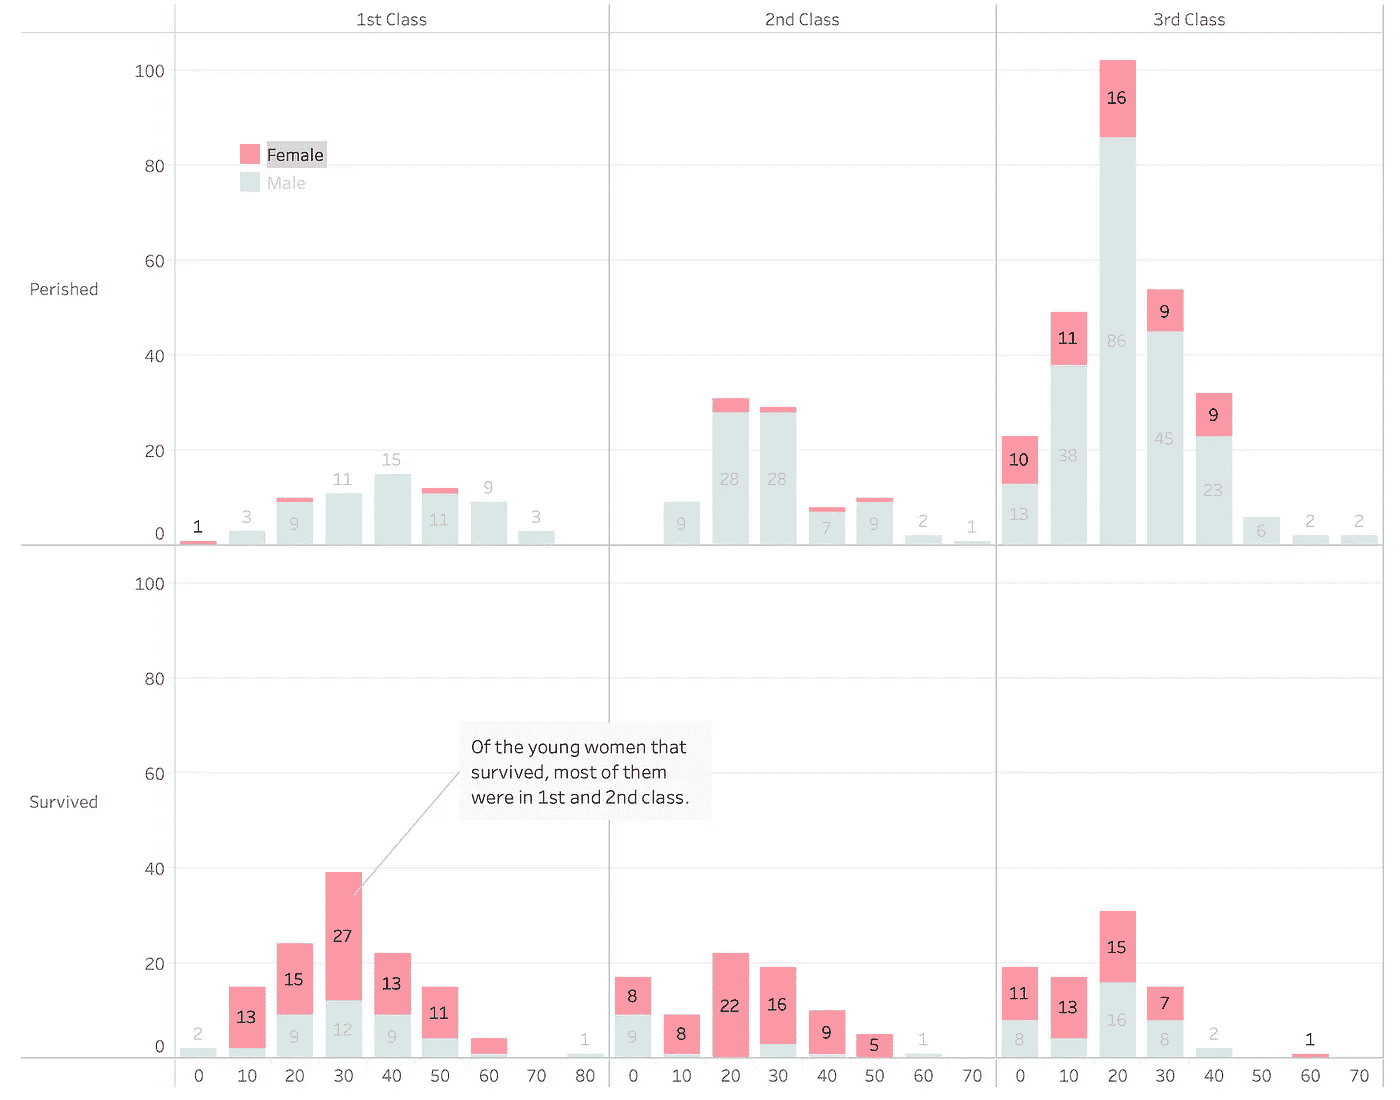 1st Class 2nd Class 3rd Class
100
80
60
40
20
0
Female
Male
Perished
1 3 9 11 15 11 9 3
9 28 28 7 9 2 1
10 13 11 38 16 86 9 45 9 23 6 2 2
100
80
60
40
20
0
Survived
Of the young women that
survived, most of them
were in 1st and 2nd class.
2 13 15 9 27 12 13 9 11 1
8 9 8 22 16 9 5 1
11 8 13 15 16 7 8 2 1
0 10 20 30 40 50 60 70 80 0 10 20 30 40 50 60 70 0 10 20 30 40 50 60 70